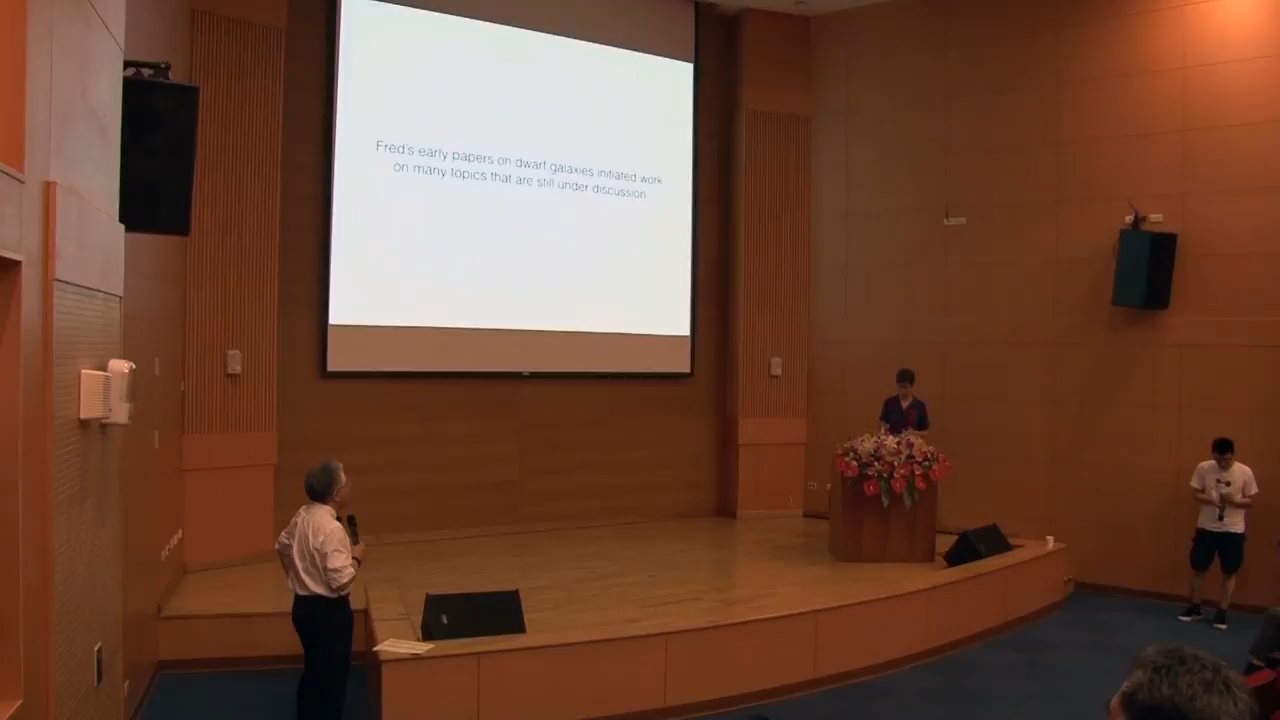 Fred's early papers on dwarf galaxies initiated work
on many topics that are still under discussion